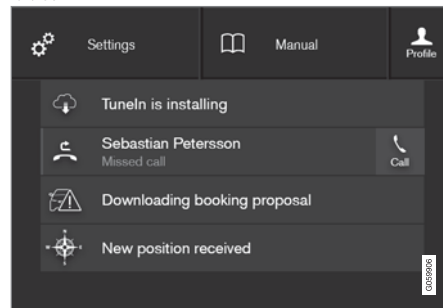 Settings
Manual
Profile
TuneIn is installing
Sebastian Petersson
Missed call
Call
Downloading booking proposal
New position received
G059906